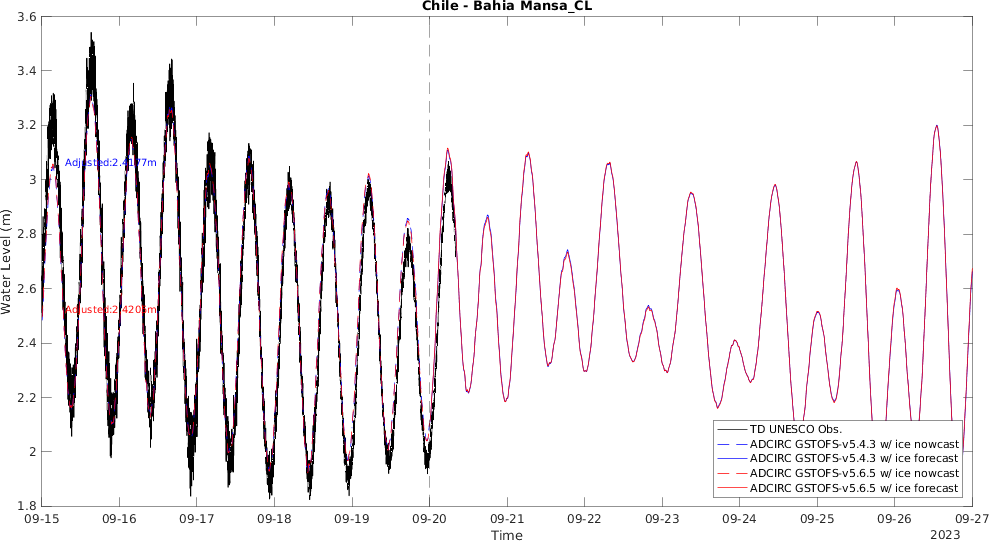 Chile - Bahia Mansa_CL
3.6
3.4
3.2
3
2.8
2.6
2.4
2.2
2
1.8
Water Level (m)
Adjusted:2.4177m
Adjusted:2.4203m
TD UNESCO Obs.
ADCIRC GSTOFS-v5.4.3 w/ ice nowcast
ADCIRC GSTOFS-v5.4.3 w/ ice forecast
ADCIRC GSTOFS-v5.6.5 w/ ice nowcast
ADCIRC GSTOFS-v5.6.5 w/ ice forecast
09-15 09-16 09-17 09-18 09-19 09-20 09-21 09-22 09-23 09-24 09-25 09-26 09-27
Time
2023